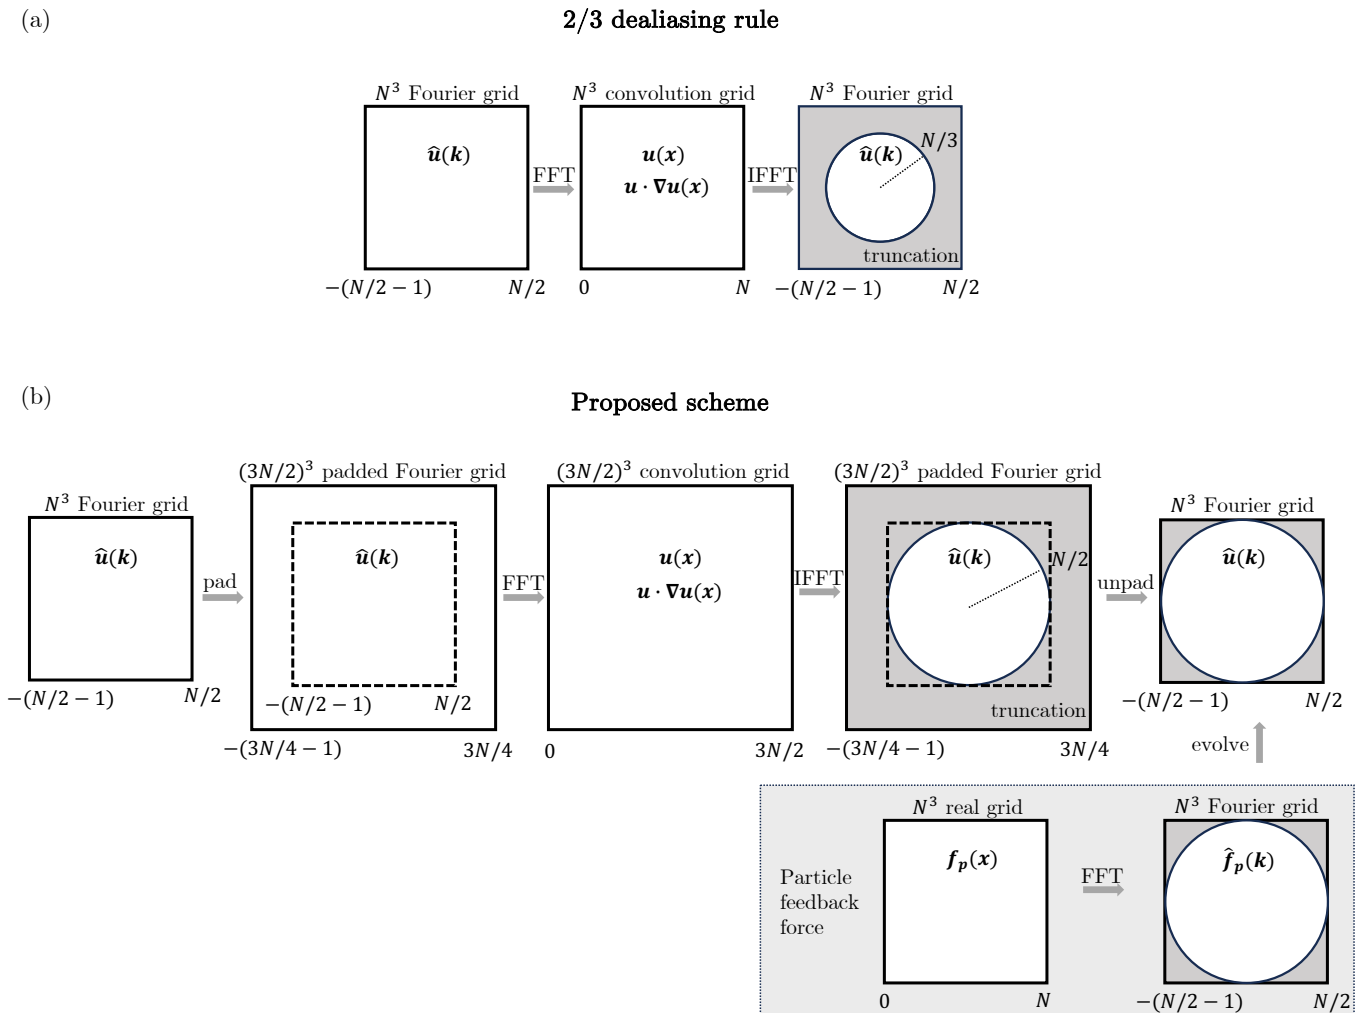 (a)
2/3 dealiasing rule
N³ Fourier grid
N³ convolution grid
N³ Fourier grid
û(k)
FFT
u(x)
u · ∇u(x)
IFFT
û(k)
N/3
truncation
−(N/2 − 1)
N/2
0
N
−(N/2 − 1)
N/2
(b)
Proposed scheme
N³ Fourier grid
(3N/2)³ padded Fourier grid
(3N/2)³ convolution grid
(3N/2)³ padded Fourier grid
N³ Fourier grid
û(k)
pad
û(k)
FFT
u(x)
u · ∇u(x)
IFFT
û(k)
N/2
unpad
û(k)
−(N/2 − 1)
N/2
−(N/2 − 1)
N/2
truncation
−(N/2 − 1)
N/2
−(3N/4 − 1)
3N/4
0
3N/2
−(3N/4 − 1)
3N/4
evolve
N³ real grid
N³ Fourier grid
Particle
feedback
force
fₚ(x)
FFT
f̂ₚ(k)
0
N
−(N/2 − 1)
N/2